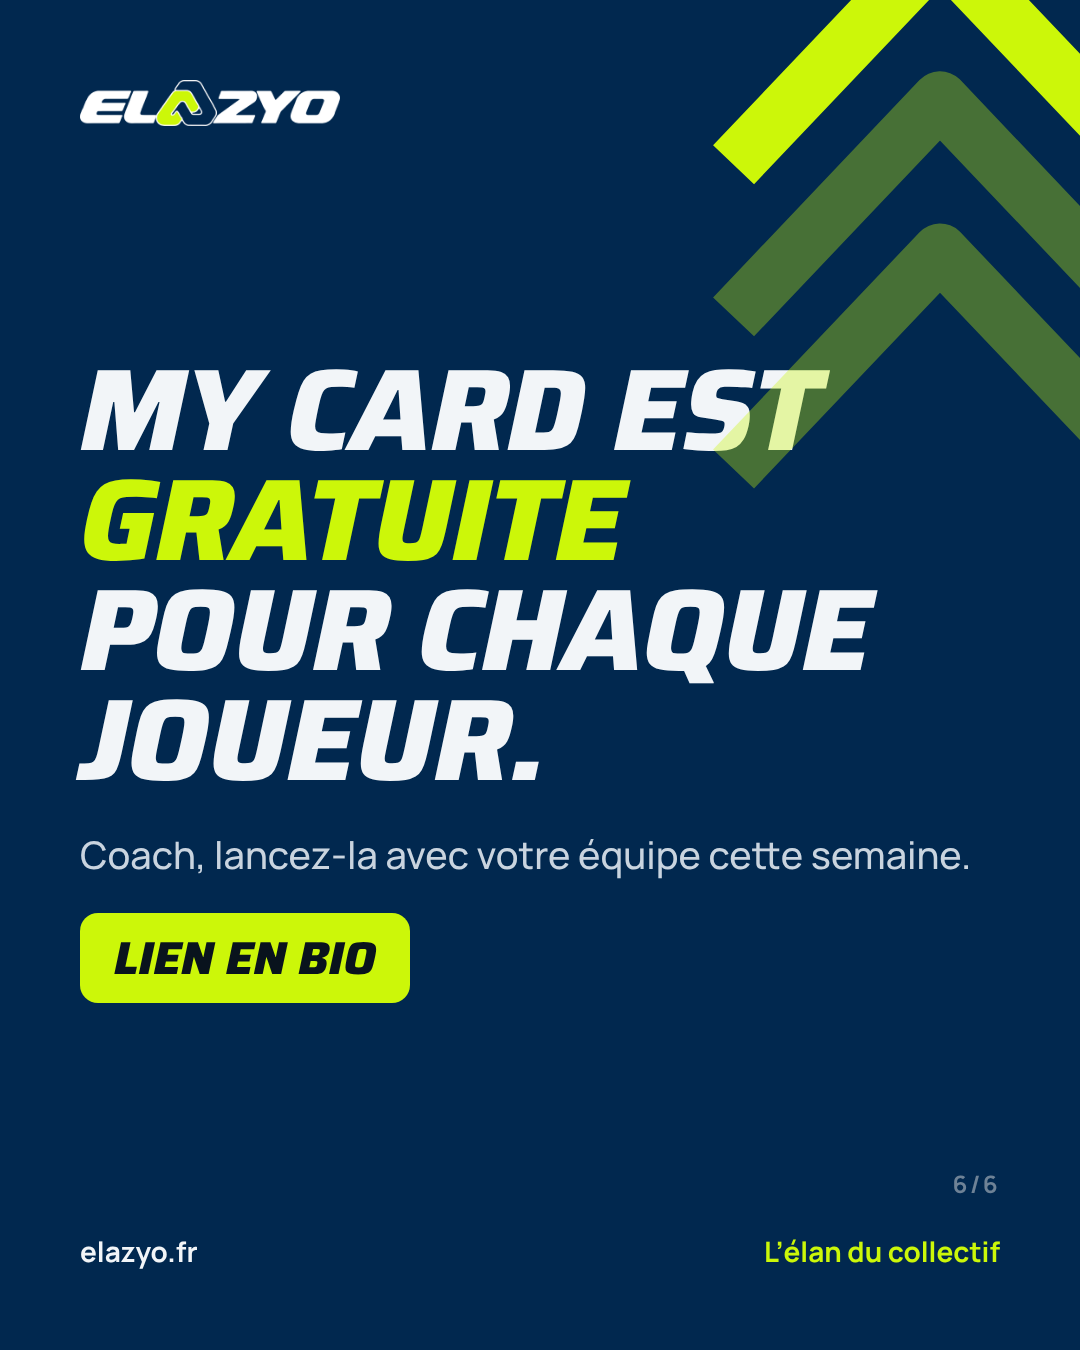 ELAZYO
MY CARD EST
GRATUITE
POUR CHAQUE
JOUEUR.
Coach, lancez-la avec votre équipe cette semaine.
LIEN EN BIO
6/6
elazyo.fr
L’élan du collectif